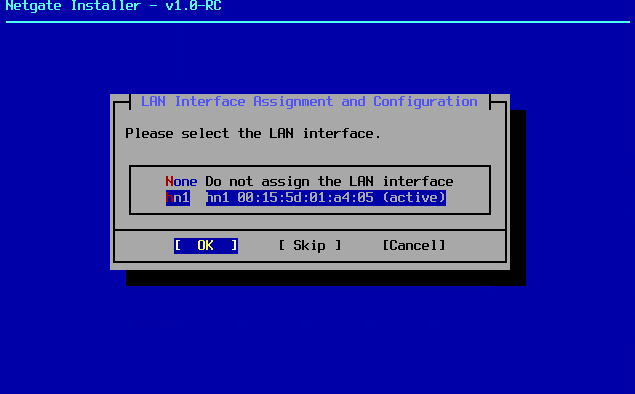 Netgate Installer - v1.0-RC
LAN Interface Assignment and Configuration
Please select the LAN interface.
None Do not assign the LAN interface
hn1 hn1 00:15:5d:01:a4:05 (active)
[ OK ] [ Skip ] [Cancel]